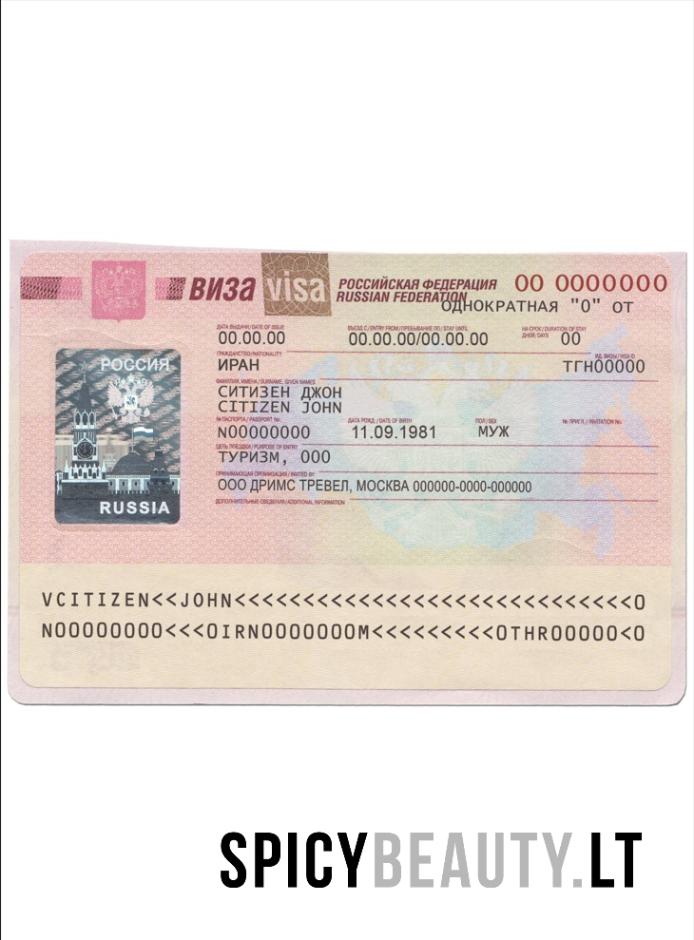 виза visa РОССИЙСКАЯ ФЕДЕРАЦИЯ 00 0000000
RUSSIAN FEDERATION
ОДНОКРАТНАЯ "0" ОТ
ДАТА ВЫДАЧИ/DATE OF ISSUE ВЪЕЗД С/ENTRY FROM/ПРЕБЫВАНИЕ ПО/STAY UNTIL НА СРОК/DURATION OF STAY
00.00.00 00.00.00/00.00.00 ДНЕЙ/DAYS 00
ГРАЖДАНСТВО/NATIONALITY ИД. ВИЗЫ/VISA ID
ИРАН ТГН00000
РОССИЯ
ФАМИЛИЯ, ИМЕНА/SURNAME, GIVEN NAMES
СИТИЗЕН ДЖОН
CITIZEN JOHN
№ ПАСПОРТА/PASSPORT No. ДАТА РОЖД./DATE OF BIRTH ПОЛ/SEX № ПРИГЛ./INVITATION No.
N00000000 11.09.1981 МУЖ
ЦЕЛЬ ПОЕЗДКИ/PURPOSE OF ENTRY
ТУРИЗМ, 000
ПРИНИМАЮЩАЯ ОРГАНИЗАЦИЯ/INVITED BY
ООО ДРИМС ТРЕВЕЛ, МОСКВА 000000-0000-000000
ДОПОЛНИТЕЛЬНЫЕ СВЕДЕНИЯ/ADDITIONAL INFORMATION
RUSSIA
VCITIZEN<<JOHN<<<<<<<<<<<<<<<<<<<<<<<<<<<<<<<0
N00000000<<<0IRN0000000M<<<<<<<<<0THR00000<0
SPICYBEAUTY.LT